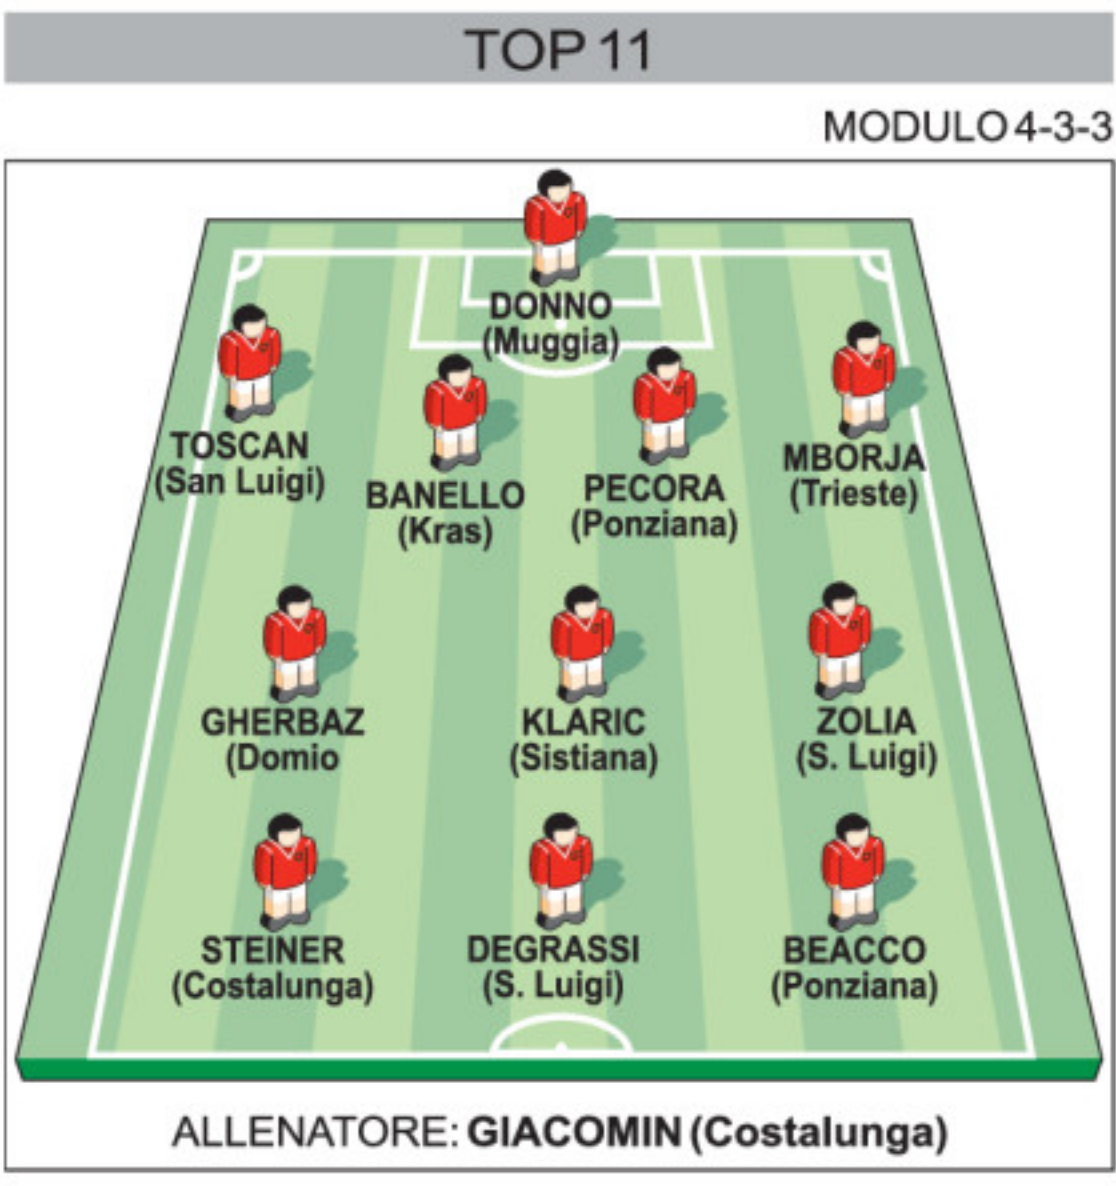 TOP 11
MODULO 4-3-3
DONNO
(Muggia)
TOSCAN
(San Luigi)
BANELLO
(Kras)
PECORA
(Ponziana)
MBORJA
(Trieste)
GHERBAZ
(Domio
KLARIC
(Sistiana)
ZOLIA
(S. Luigi)
STEINER
(Costalunga)
DEGRASSI
(S. Luigi)
BEACCO
(Ponziana)
ALLENATORE: GIACOMIN (Costalunga)